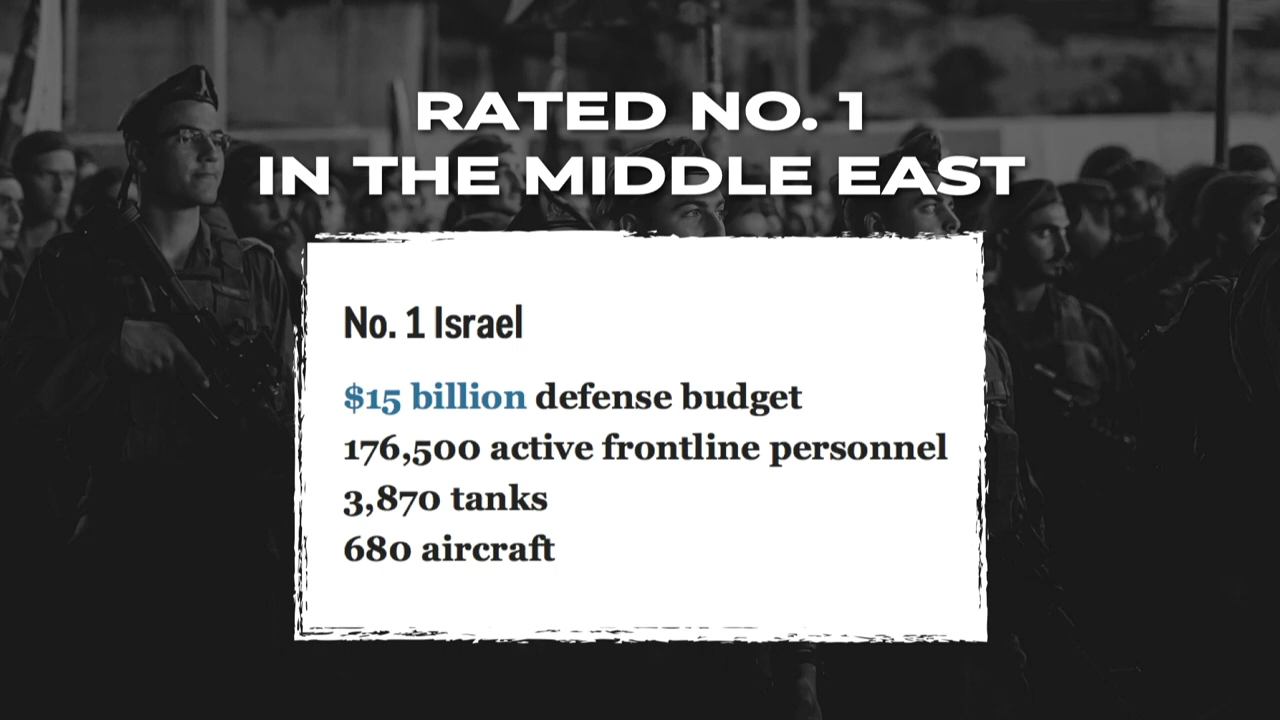 RATED NO. 1
IN THE MIDDLE EAST
No. 1 Israel
$15 billion defense budget
176,500 active frontline personnel
3,870 tanks
680 aircraft